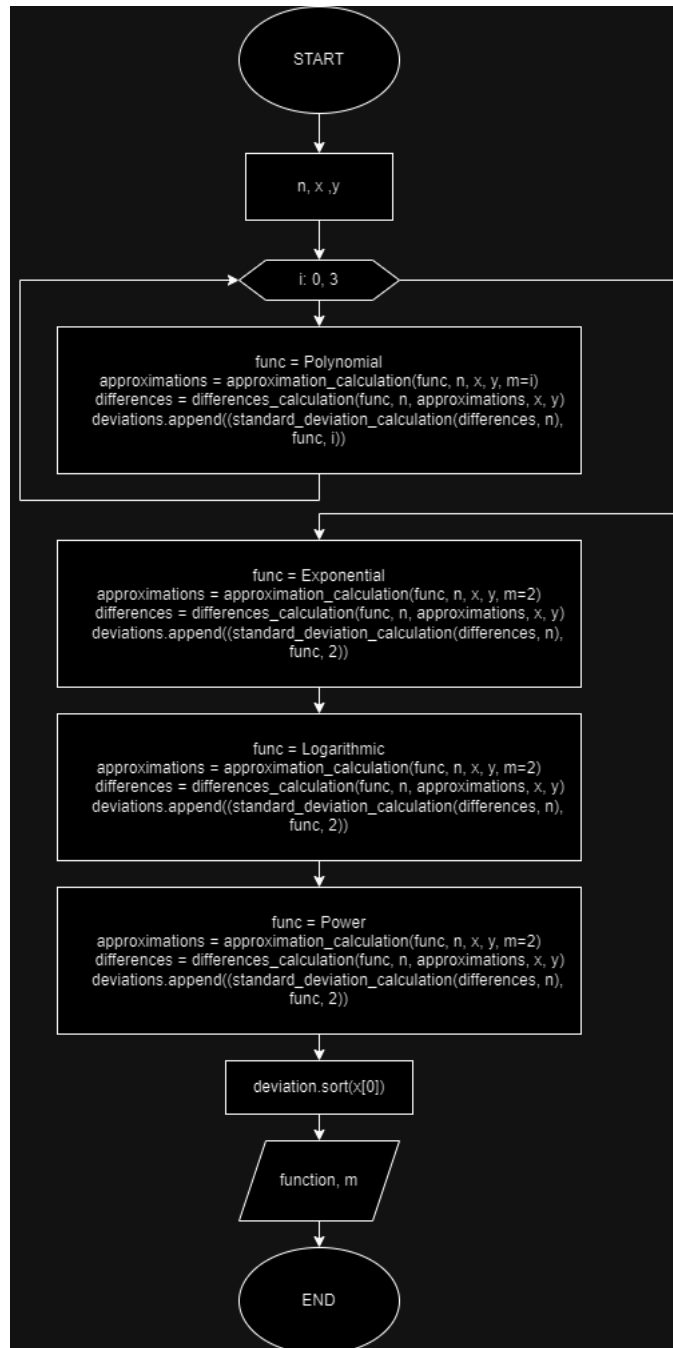 START
n, x ,y
i: 0, 3
func = Polynomial
approximations = approximation_calculation(func, n, x, y, m=i)
differences = differences_calculation(func, n, approximations, x, y)
deviations.append((standard_deviation_calculation(differences, n),
func, i))
func = Exponential
approximations = approximation_calculation(func, n, x, y, m=2)
differences = differences_calculation(func, n, approximations, x, y)
deviations.append((standard_deviation_calculation(differences, n),
func, 2))
func = Logarithmic
approximations = approximation_calculation(func, n, x, y, m=2)
differences = differences_calculation(func, n, approximations, x, y)
deviations.append((standard_deviation_calculation(differences, n),
func, 2))
func = Power
approximations = approximation_calculation(func, n, x, y, m=2)
differences = differences_calculation(func, n, approximations, x, y)
deviations.append((standard_deviation_calculation(differences, n),
func, 2))
deviation.sort(x[0])
function, m
END